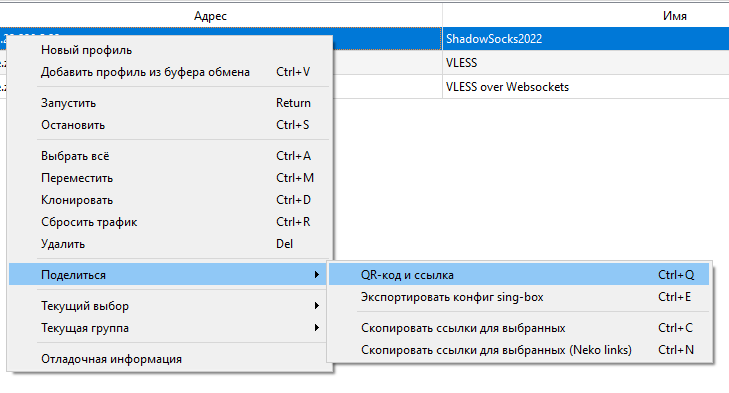 Адрес Имя
ShadowSocks2022
Новый профиль VLESS
Добавить профиль из буфера обмена Ctrl+V VLESS over Websockets
Запустить Return
Остановить Ctrl+S
Выбрать всё Ctrl+A
Переместить Ctrl+M
Клонировать Ctrl+D
Сбросить трафик Ctrl+R
Удалить Del
Поделиться QR-код и ссылка Ctrl+Q
Экспортировать конфиг sing-box Ctrl+E
Текущий выбор
Текущая группа Скопировать ссылки для выбранных Ctrl+C
Скопировать ссылки для выбранных (Neko links) Ctrl+N
Отладочная информация